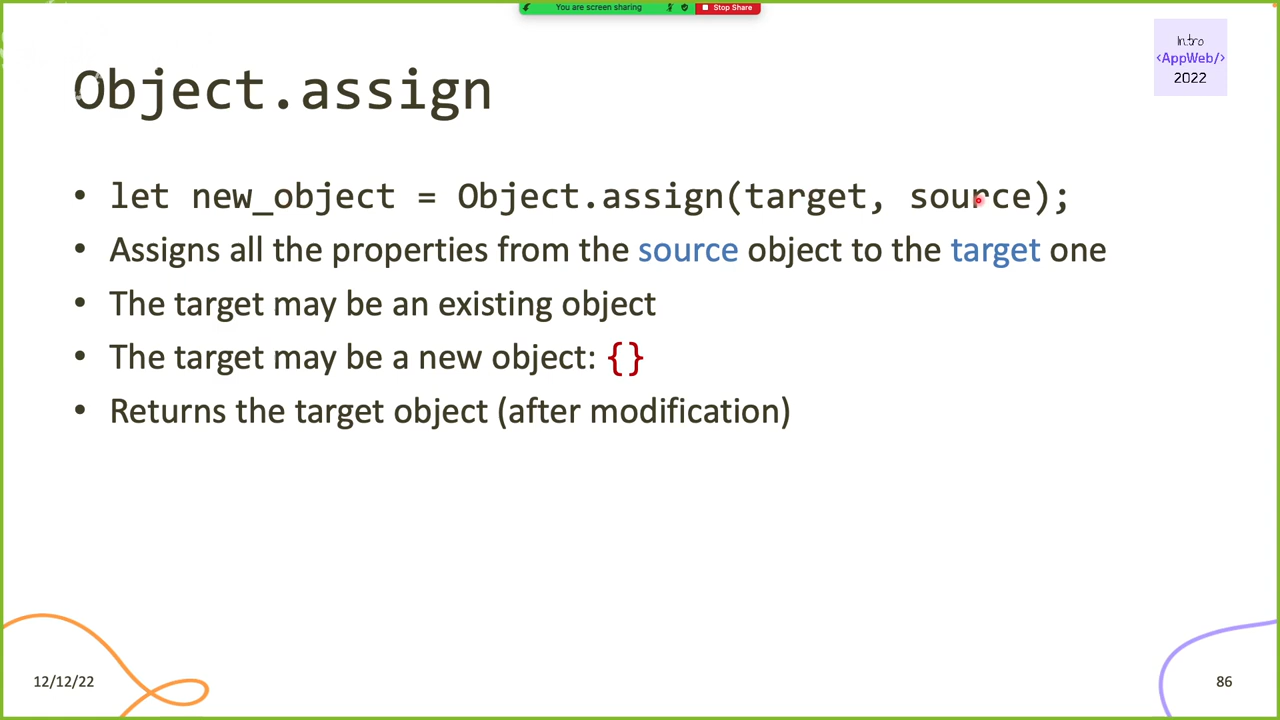 You are screen sharing
Stop Share
Intro
<AppWeb/>
2022
Object.assign
• let new_object = Object.assign(target, source);
• Assigns all the properties from the source object to the target one
• The target may be an existing object
• The target may be a new object: {}
• Returns the target object (after modification)
12/12/22
86